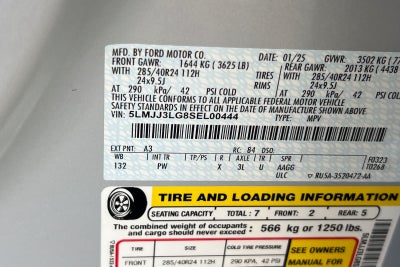 MFD. BY FORD MOTOR CO. 01/25 GVWR: 3502 KG
FRONT GAWR: 1644 KG (3625 LB) REAR GAWR: 2013 KG (4438
WITH 285/40R24 112H TIRES WITH 285/40R24 112H
24x9.5J RIMS 24x9.5J
AT 290 KPA/ 42 PSI COLD AT 290 KPA/ 42
THIS VEHICLE CONFORMS TO ALL APPLICABLE FEDERAL MOTOR VEHICLE
SAFETY STANDARDS IN EFFECT ON THE DATE OF MANUFACTURE SHOWN ABOVE.
VIN: 5LMJJ3LG8SEL00444 TYPE: MPV
EXT PNT: A3 RC: 84 DSO:
WB INT TR TP/PS R AXLE TR SPR F0323
132 PW X 3L U AAGG T0268
ULC RUSA-3520472-AA
TIRE AND LOADING INFORMATION
SEATING CAPACITY TOTAL: 7 FRONT: 2 REAR: 5
The combined weight of occupants and cargo should never exceed: 566 kg or 1250 lbs.
TIRE SIZE COLD TIRE PRESSURE SEE OWNERS
FRONT 285/40R24 112H 290 KPA, 42 PSI MANUAL FOR